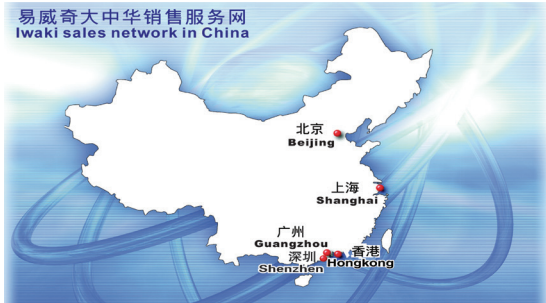 易威奇大中华销售服务网
Iwaki sales network in China
北京
Beijing
上海
Shanghai
广州
Guangzhou
深圳
Shenzhen
香港
Hongkong